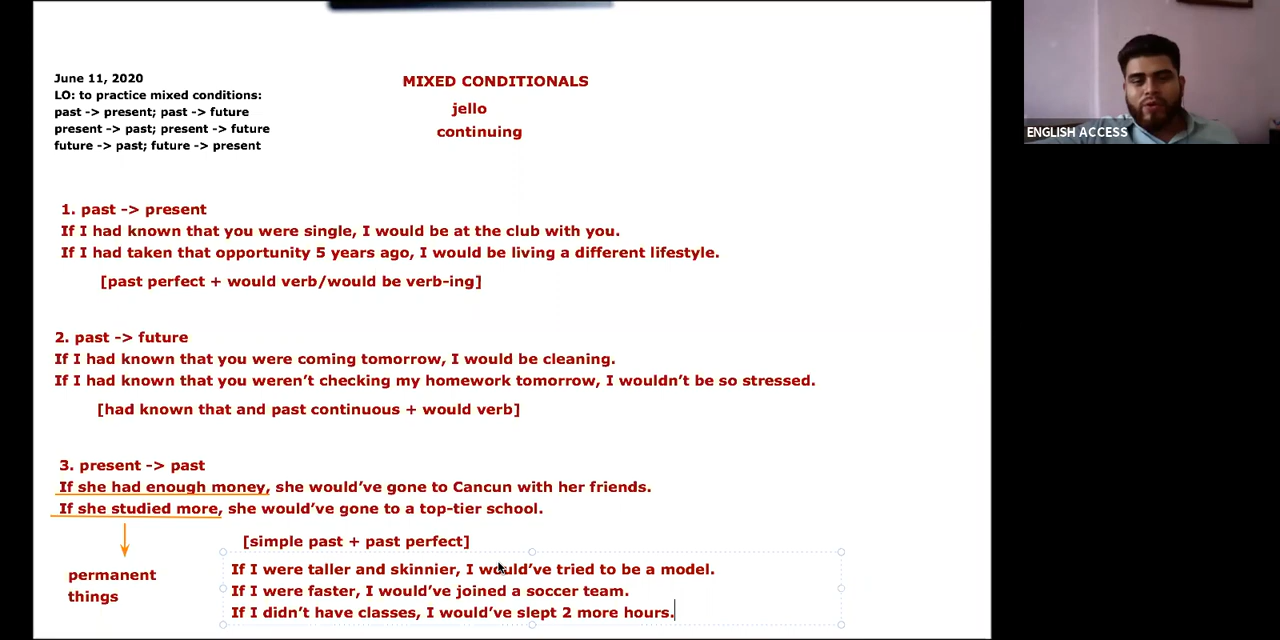 June 11, 2020
LO: to practice mixed conditions:
past -> present; past -> future
present -> past; present -> future
future -> past; future -> present
MIXED CONDITIONALS
jello
continuing
ENGLISH ACCESS
1. past -> present
If I had known that you were single, I would be at the club with you.
If I had taken that opportunity 5 years ago, I would be living a different lifestyle.
[past perfect + would verb/would be verb-ing]
2. past -> future
If I had known that you were coming tomorrow, I would be cleaning.
If I had known that you weren’t checking my homework tomorrow, I wouldn’t be so stressed.
[had known that and past continuous + would verb]
3. present -> past
If she had enough money, she would’ve gone to Cancun with her friends.
If she studied more, she would’ve gone to a top-tier school.
[simple past + past perfect]
permanent
things
If I were taller and skinnier, I would’ve tried to be a model.
If I were faster, I would’ve joined a soccer team.
If I didn’t have classes, I would’ve slept 2 more hours.